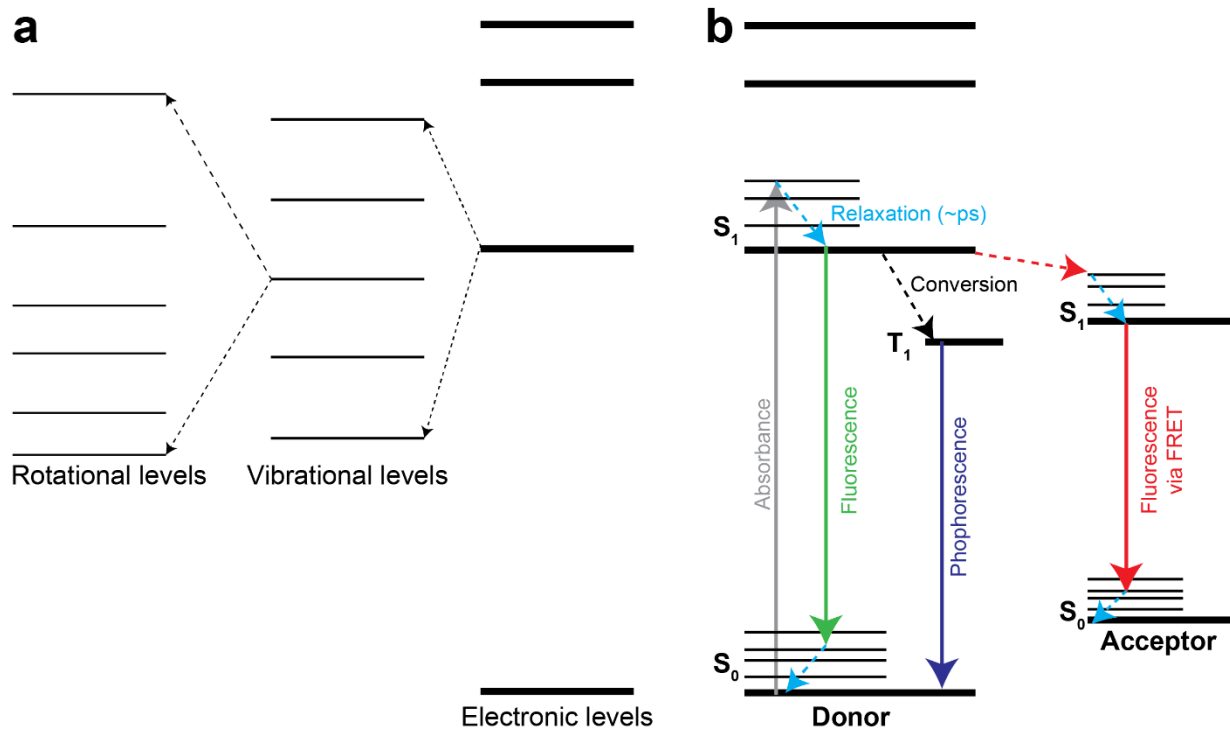 a
Rotational levels
Vibrational levels
Electronic levels
b
S1
Relaxation (~ps)
Conversion
T1
S1
Absorbance
Fluorescence
Phophorescence
Fluorescence
via FRET
S0
Donor
S0
Acceptor